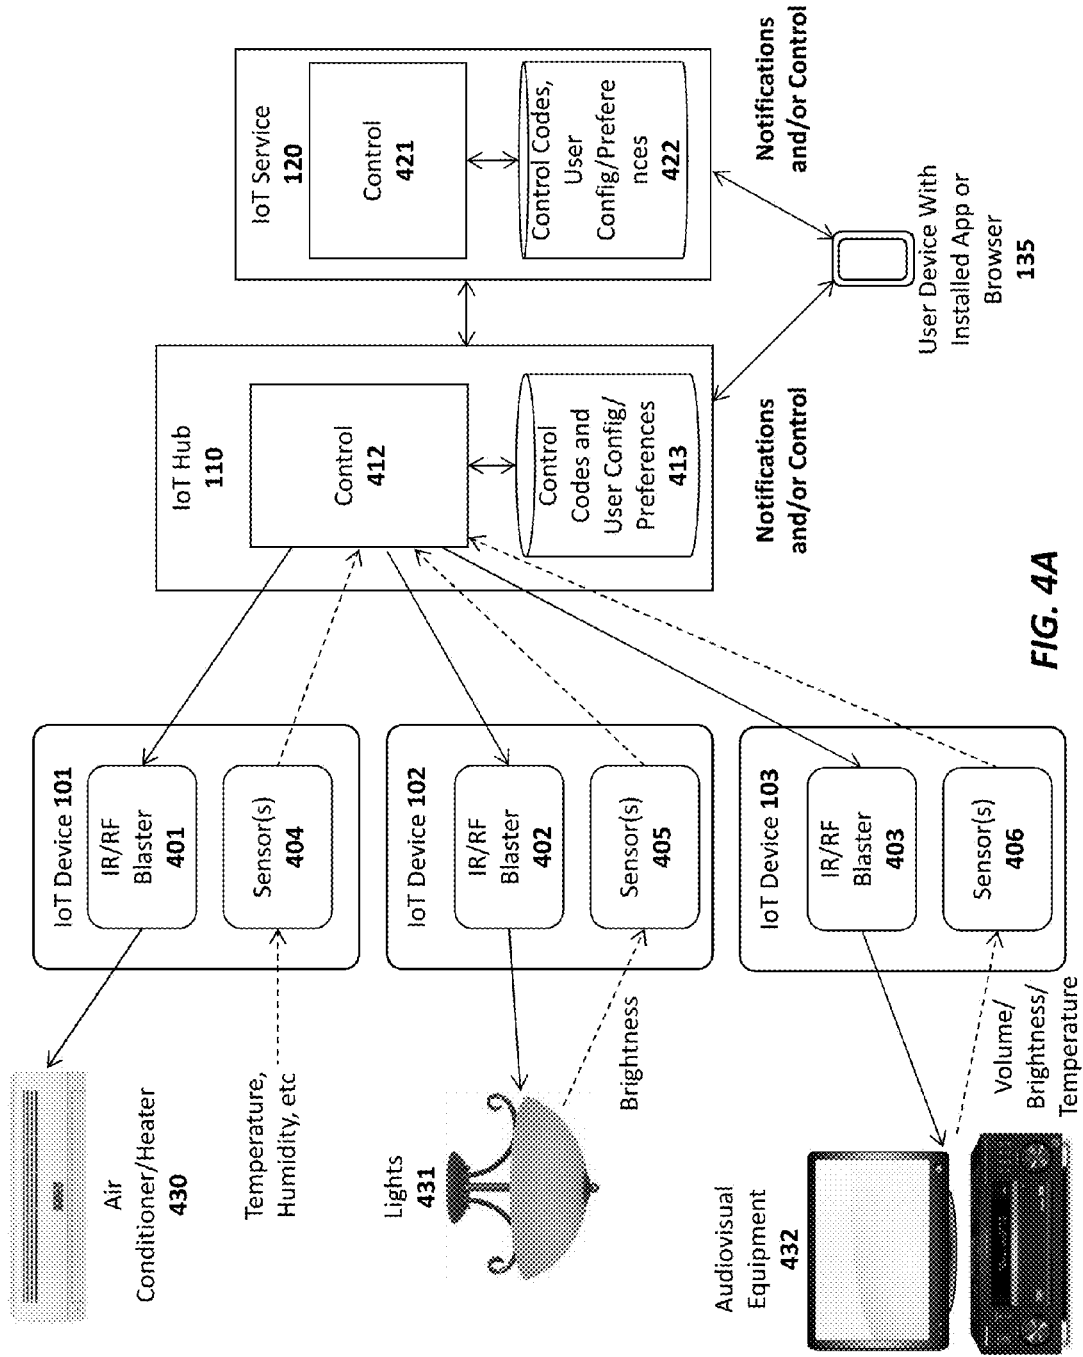 Air
Conditioner/Heater
430
Temperature,
Humidity, etc
Lights
431
Brightness
Audiovisual
Equipment
432
Volume/
Brightness/
Temperature
IoT Device 101
IR/RF
Blaster
401
Sensor(s)
404
IoT Device 102
IR/RF
Blaster
402
Sensor(s)
405
IoT Device 103
IR/RF
Blaster
403
Sensor(s)
406
IoT Hub
110
Control
412
Control
Codes and
User Config/
Preferences
413
Notifications
and/or Control
IoT Service
120
Control
421
Control Codes,
User
Config/Prefere
nces
422
Notifications
and/or Control
User Device With
Installed App or
Browser
135
FIG. 4A